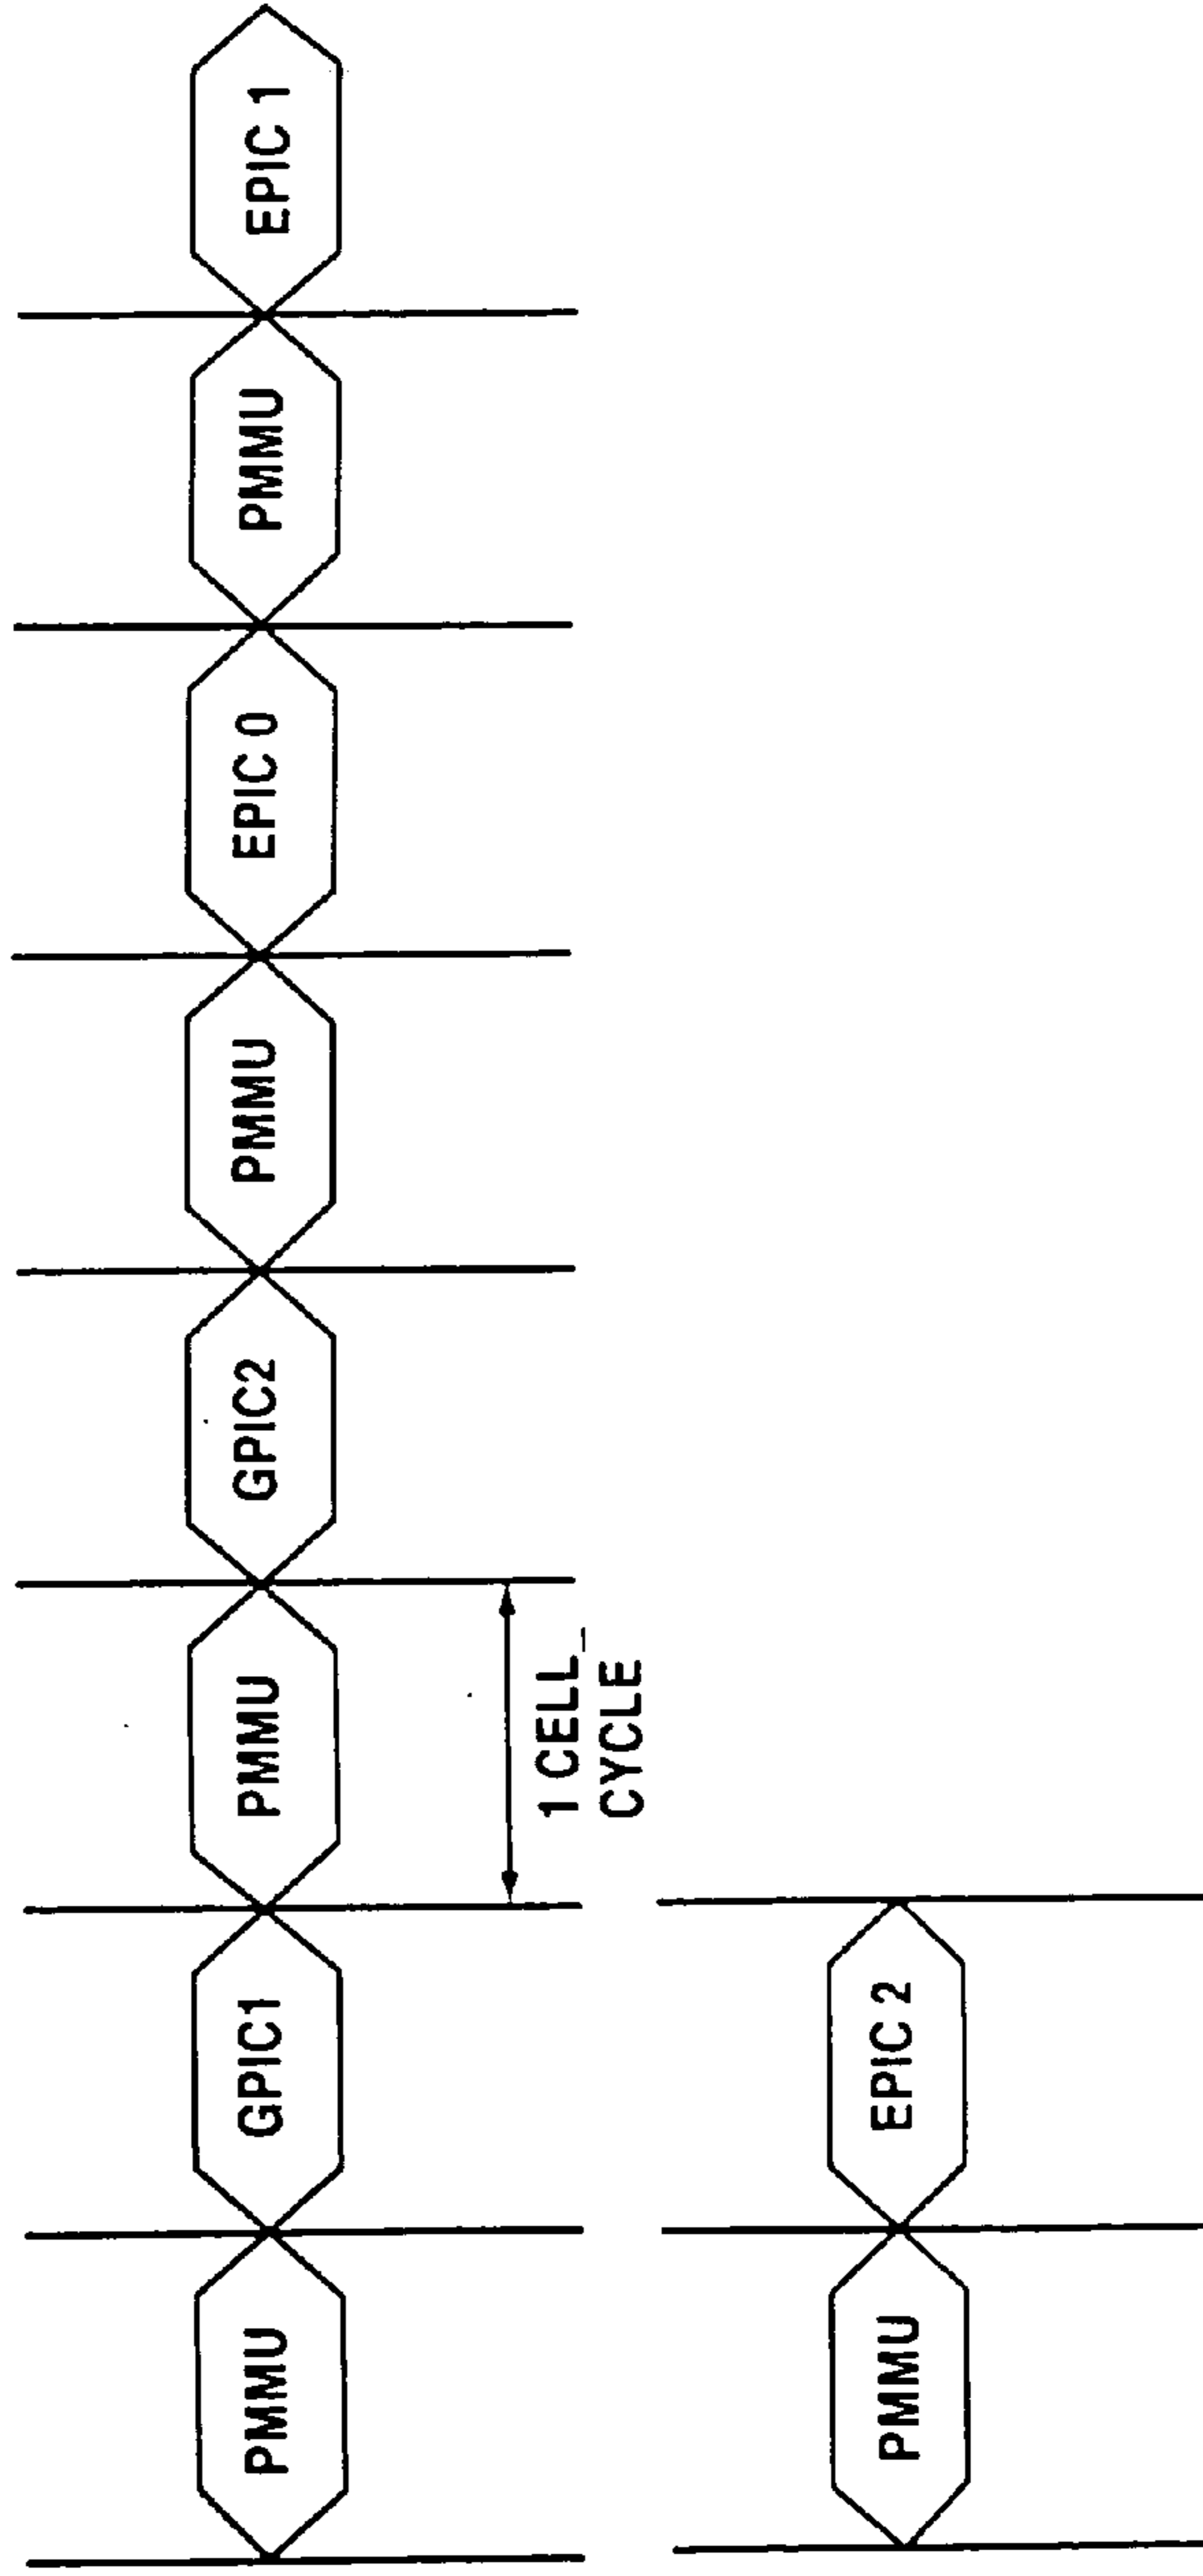 PMMU
GPIC1
PMMU
GPIC2
PMMU
EPIC 0
PMMU
EPIC 1
1 CELL
CYCLE
PMMU
EPIC 2